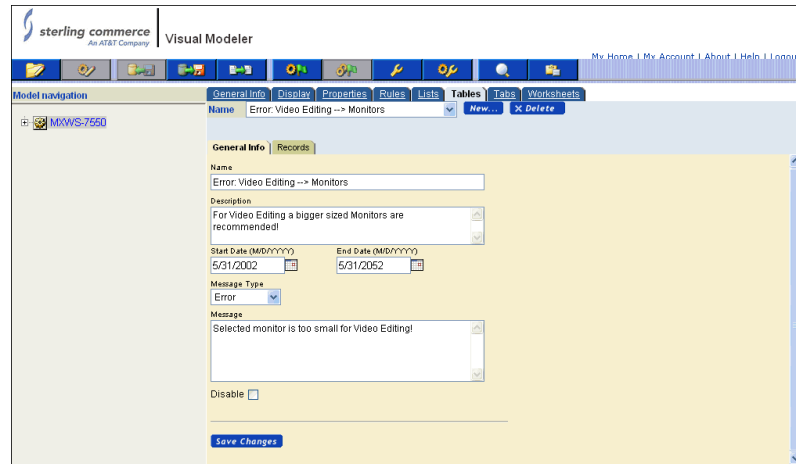 sterling commerce
An AT&T Company
Visual Modeler
My Home | My Account | About | Help | Logou
Model navigation
General Info Display Properties Rules Lists Tables Tabs Worksheets
Name Error: Video Editing --> Monitors New... X Delete
MXWS-7550
General Info Records
Name
Error: Video Editing --> Monitors
Description
For Video Editing a bigger sized Monitors are
recommended!
Start Date (M/D/YYYY) End Date (M/D/YYYY)
5/31/2002 5/31/2052
Message Type
Error
Message
Selected monitor is too small for Video Editing!
Disable
Save Changes